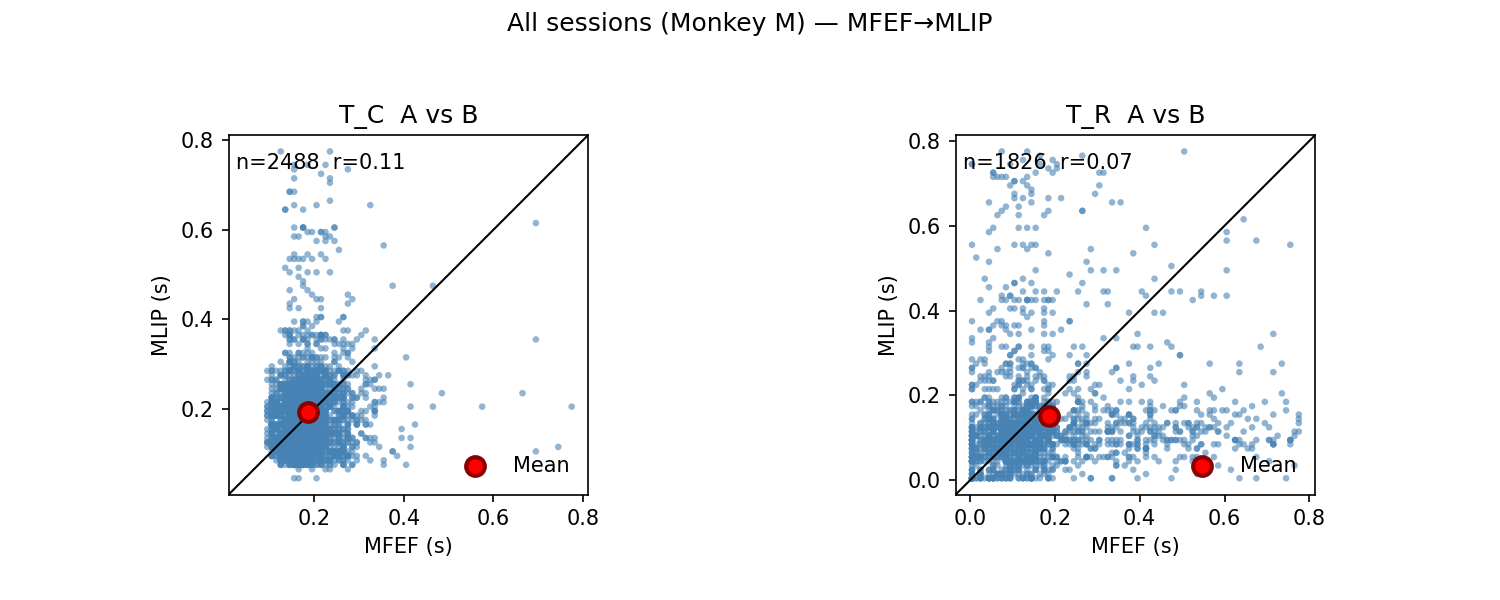 All sessions (Monkey M) — MFEF→MLIP
T_C  A vs B
n=2488  r=0.11
0.8
0.6
0.4
0.2
MLIP (s)
Mean
0.2
0.4
0.6
0.8
MFEF (s)
T_R  A vs B
n=1826  r=0.07
0.8
0.6
0.4
0.2
0.0
MLIP (s)
Mean
0.0
0.2
0.4
0.6
0.8
MFEF (s)